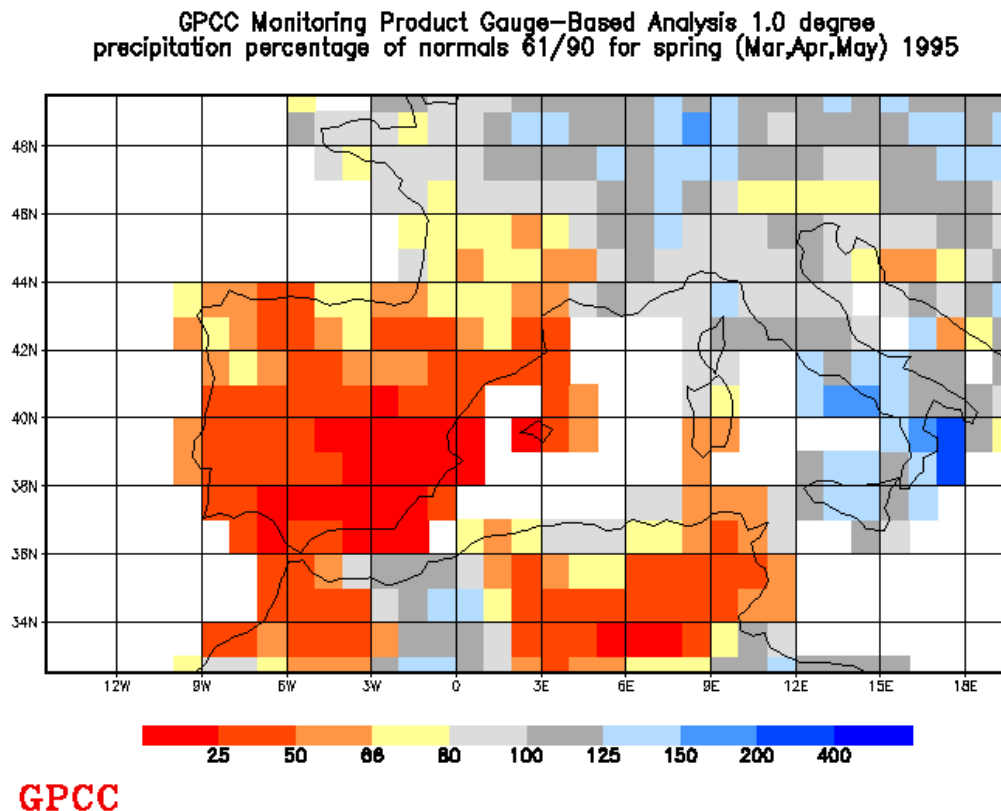 GPCC Monitoring Product Gauge-Based Analysis 1.0 degree
precipitation percentage of normals 61/90 for spring (Mar,Apr,May) 1995
48N
46N
44N
42N
40N
38N
36N
34N
12W 9W 6W 3W 0 3E 6E 9E 12E 15E 18E
25 50 66 80 100 125 150 200 400
GPCC